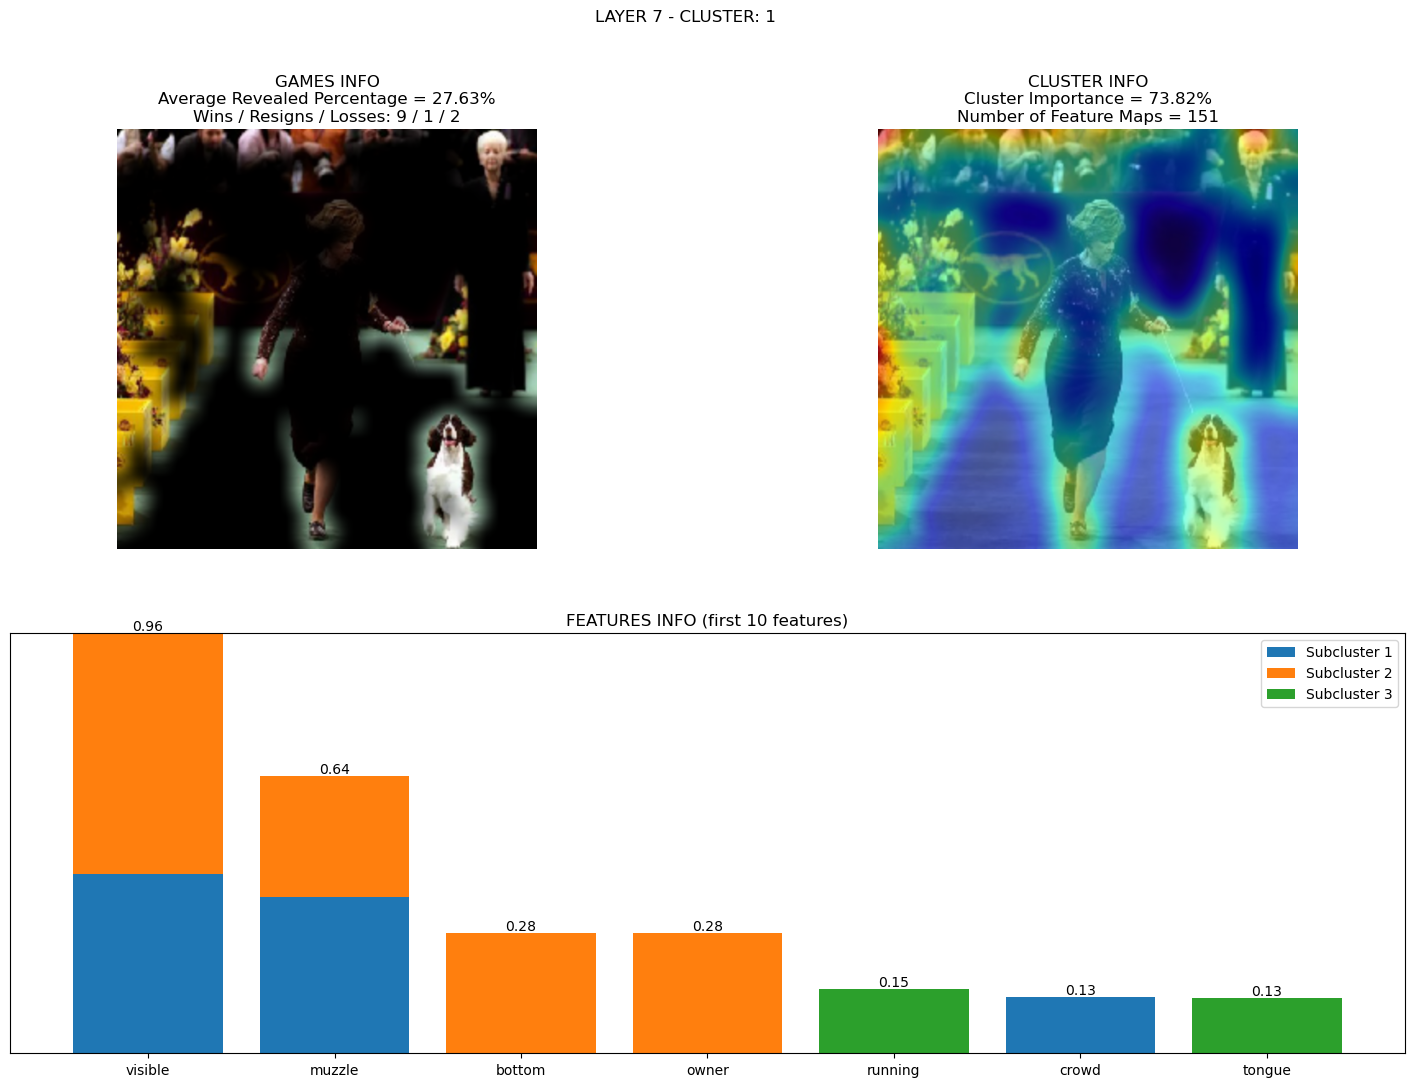 LAYER 7 - CLUSTER: 1
GAMES INFO
Average Revealed Percentage = 27.63%
Wins / Resigns / Losses: 9 / 1 / 2
CLUSTER INFO
Cluster Importance = 73.82%
Number of Feature Maps = 151
FEATURES INFO (first 10 features)
Subcluster 1
Subcluster 2
Subcluster 3
0.96
0.64
0.28
0.28
0.15
0.13
0.13
visible
muzzle
bottom
owner
running
crowd
tongue